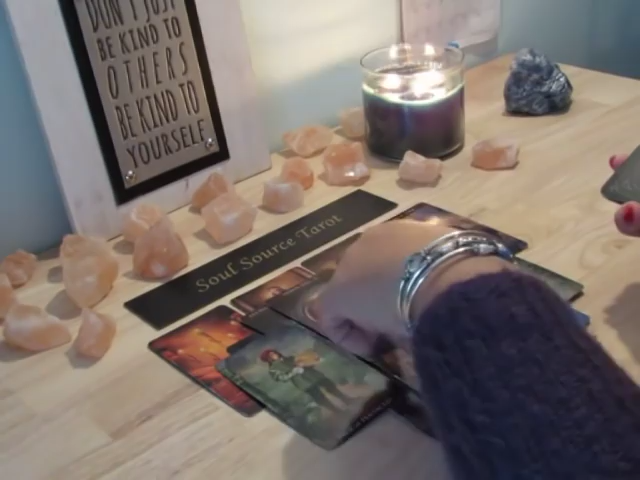 DON'T JUST
BE KIND TO
OTHERS
BE KIND TO
YOURSELF
Soul Source Tarot